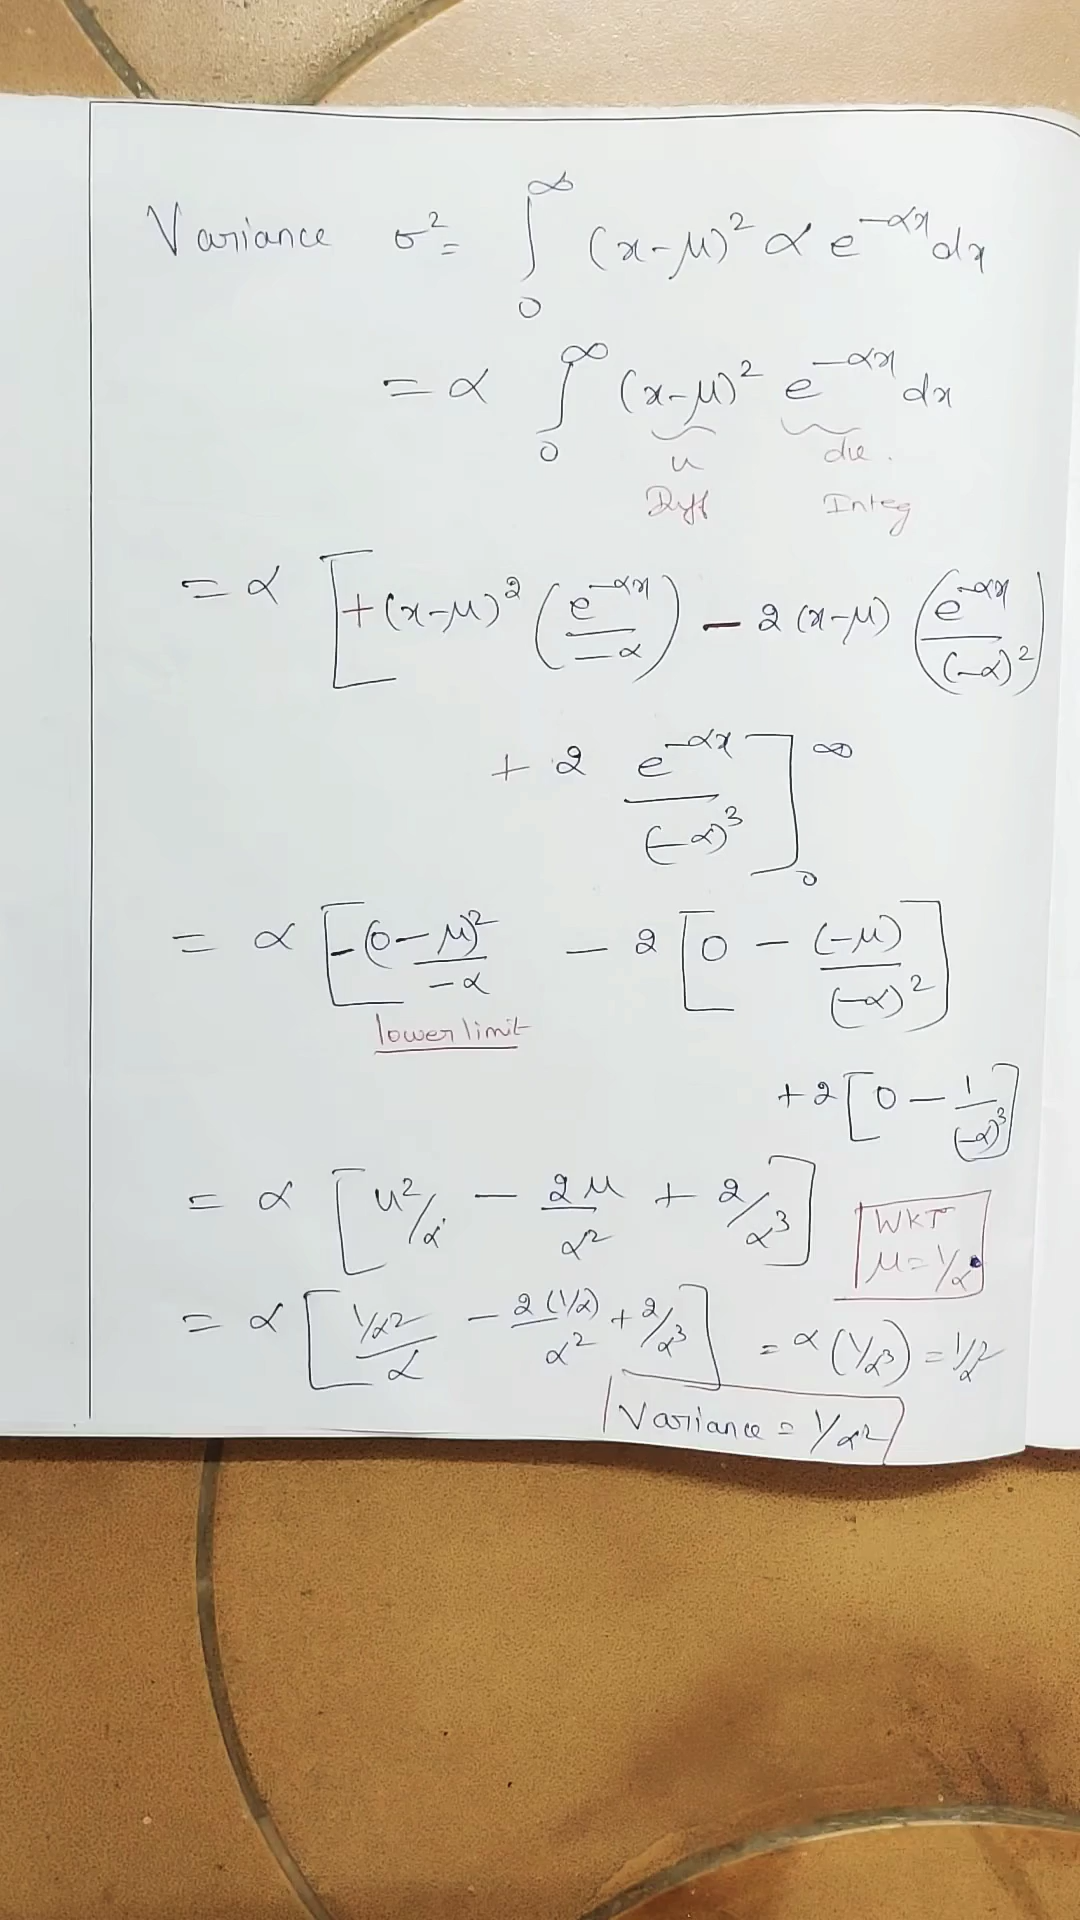 Variance σ² = ∫₀^∞ (x-μ)² α e^{-αx} dx
= α ∫₀^∞ (x-μ)² e^{-αx} dx
u dv.
Diff Integ
= α [+(x-μ)² (e^{-αx}/-α) - 2(x-μ) (e^{-αx}/(-α)²)
+ 2 e^{-αx}/(-α)³]₀^∞
= α [-(0-μ)²/-α - 2[0 - (-μ)/(-α)²]
lower limit
+2[0 - 1/(-α)³]
= α [μ²/α - 2μ/α² + 2/α³]
WKT
μ = 1/α
= α [1/α²/α - 2(1/α)/α² + 2/α³] = α(1/α³) = 1/α²
Variance = 1/α²